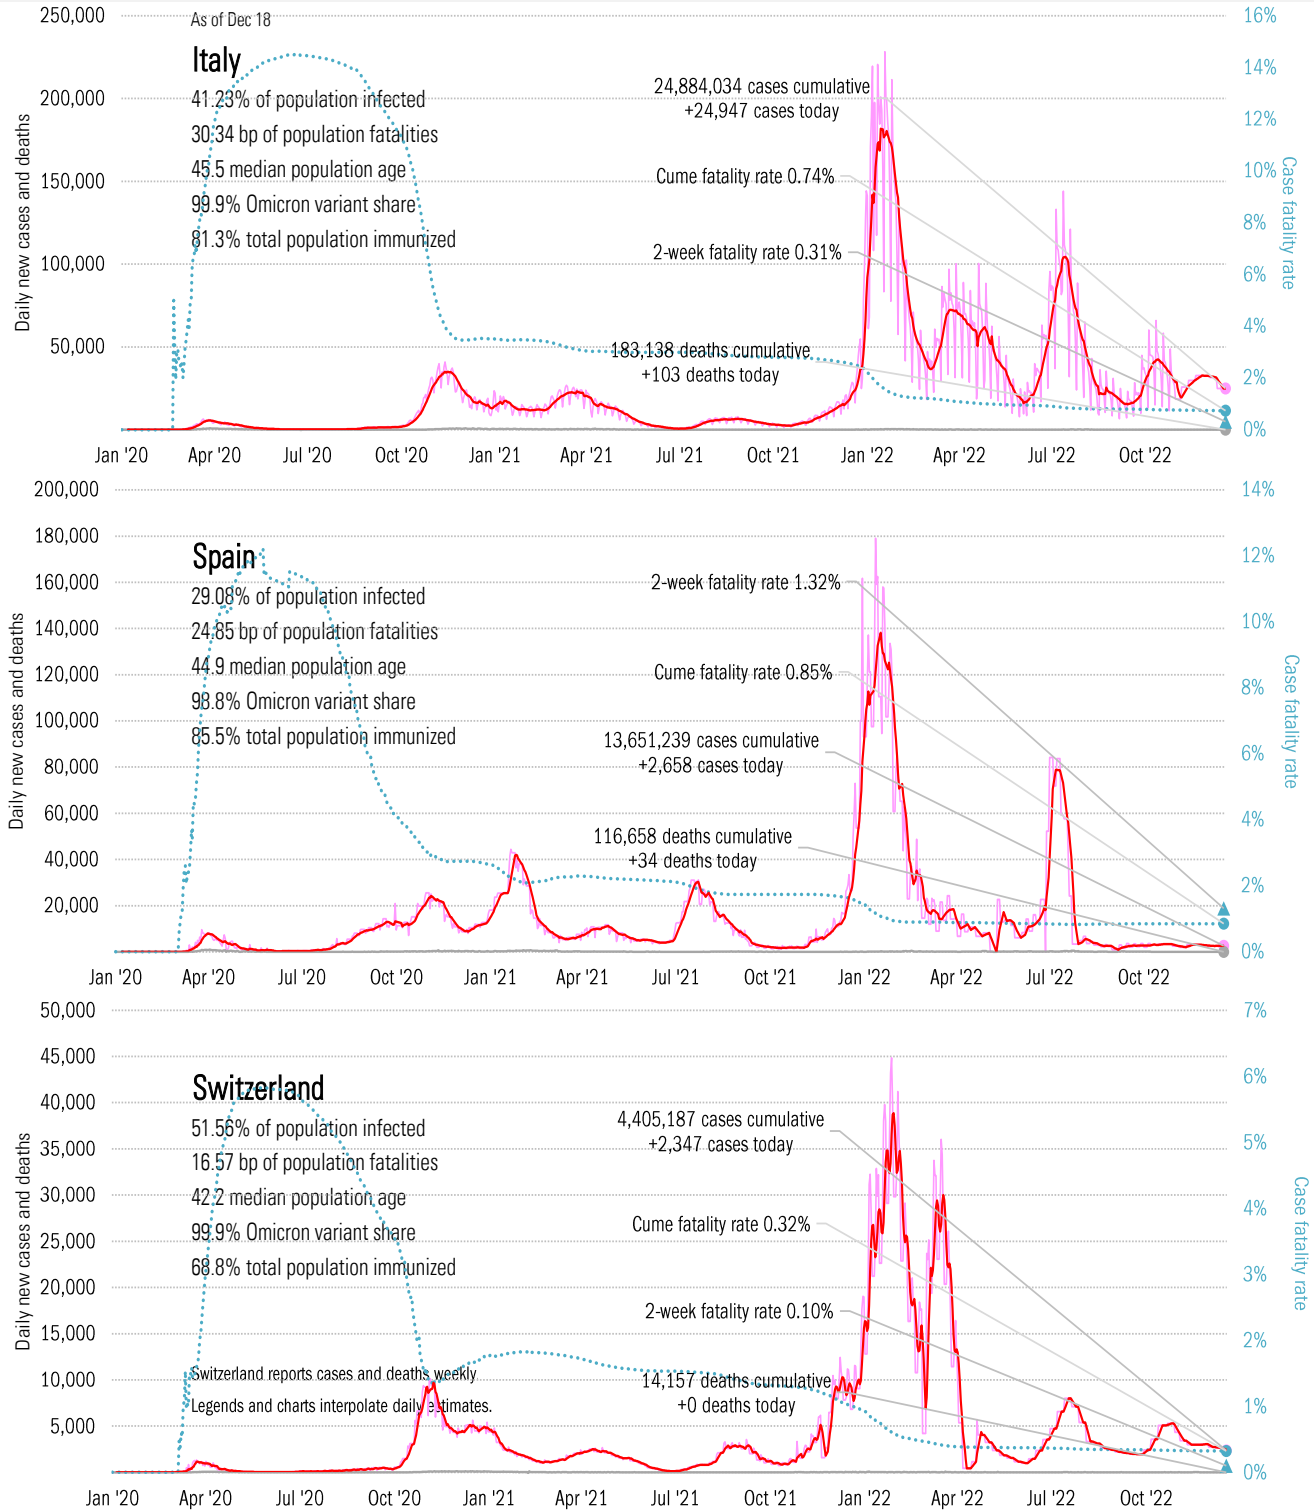 As of Dec 18
Italy
41.23% of population infected
30.34 bp of population fatalities
45.5 median population age
99.9% Omicron variant share
81.3% total population immunized
24,884,034 cases cumulative
+24,947 cases today
Cume fatality rate 0.74%
2-week fatality rate 0.31%
183,138 deaths cumulative
+103 deaths today
Daily new cases and deaths
250,000
200,000
150,000
100,000
50,000
Case fatality rate
16%
14%
12%
10%
8%
6%
4%
2%
0%
Jan '20 Apr '20 Jul '20 Oct '20 Jan '21 Apr '21 Jul '21 Oct '21 Jan '22 Apr '22 Jul '22 Oct '22
Spain
29.08% of population infected
24.85 bp of population fatalities
44.9 median population age
98.8% Omicron variant share
85.5% total population immunized
2-week fatality rate 1.32%
Cume fatality rate 0.85%
13,651,239 cases cumulative
+2,658 cases today
116,658 deaths cumulative
+34 deaths today
Daily new cases and deaths
200,000
180,000
160,000
140,000
120,000
100,000
80,000
60,000
40,000
20,000
Case fatality rate
14%
12%
10%
8%
6%
4%
2%
0%
Jan '20 Apr '20 Jul '20 Oct '20 Jan '21 Apr '21 Jul '21 Oct '21 Jan '22 Apr '22 Jul '22 Oct '22
Switzerland
51.56% of population infected
16.57 bp of population fatalities
42.2 median population age
99.9% Omicron variant share
68.8% total population immunized
Switzerland reports cases and deaths weekly
Legends and charts interpolate daily estimates.
4,405,187 cases cumulative
+2,347 cases today
Cume fatality rate 0.32%
2-week fatality rate 0.10%
14,157 deaths cumulative
+0 deaths today
Daily new cases and deaths
50,000
45,000
40,000
35,000
30,000
25,000
20,000
15,000
10,000
5,000
Case fatality rate
7%
6%
5%
4%
3%
2%
1%
0%
Jan '20 Apr '20 Jul '20 Oct '20 Jan '21 Apr '21 Jul '21 Oct '21 Jan '22 Apr '22 Jul '22 Oct '22